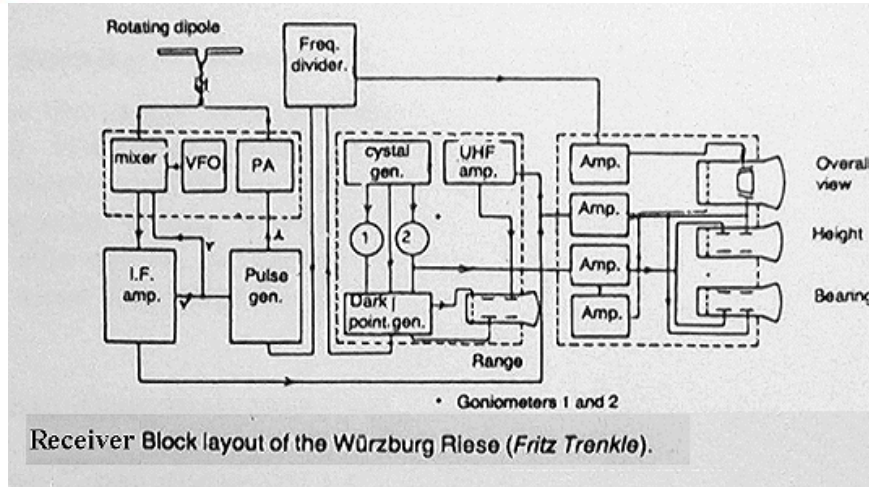 Rotating dipole
Freq.
divider.
mixer
VFO
PA
cystal
gen.
UHF
amp.
Amp.
Overall
view
Amp.
1
2
Height
I.F.
amp.
Pulse
gen.
Amp.
Dark
point. gen.
Amp.
Bearing
Range
* Goniometers 1 and 2
Receiver Block layout of the Würzburg Riese (Fritz Trenkle).